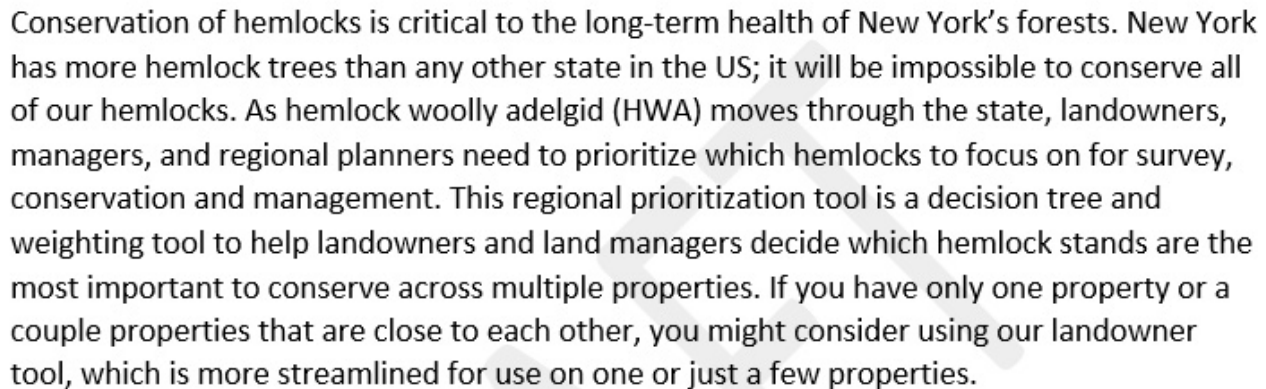 Conservation of hemlocks is critical to the long-term health of New York’s forests. New York
has more hemlock trees than any other state in the US; it will be impossible to conserve all
of our hemlocks. As hemlock woolly adelgid (HWA) moves through the state, landowners,
managers, and regional planners need to prioritize which hemlocks to focus on for survey,
conservation and management. This regional prioritization tool is a decision tree and
weighting tool to help landowners and land managers decide which hemlock stands are the
most important to conserve across multiple properties. If you have only one property or a
couple properties that are close to each other, you might consider using our landowner
tool, which is more streamlined for use on one or just a few properties.